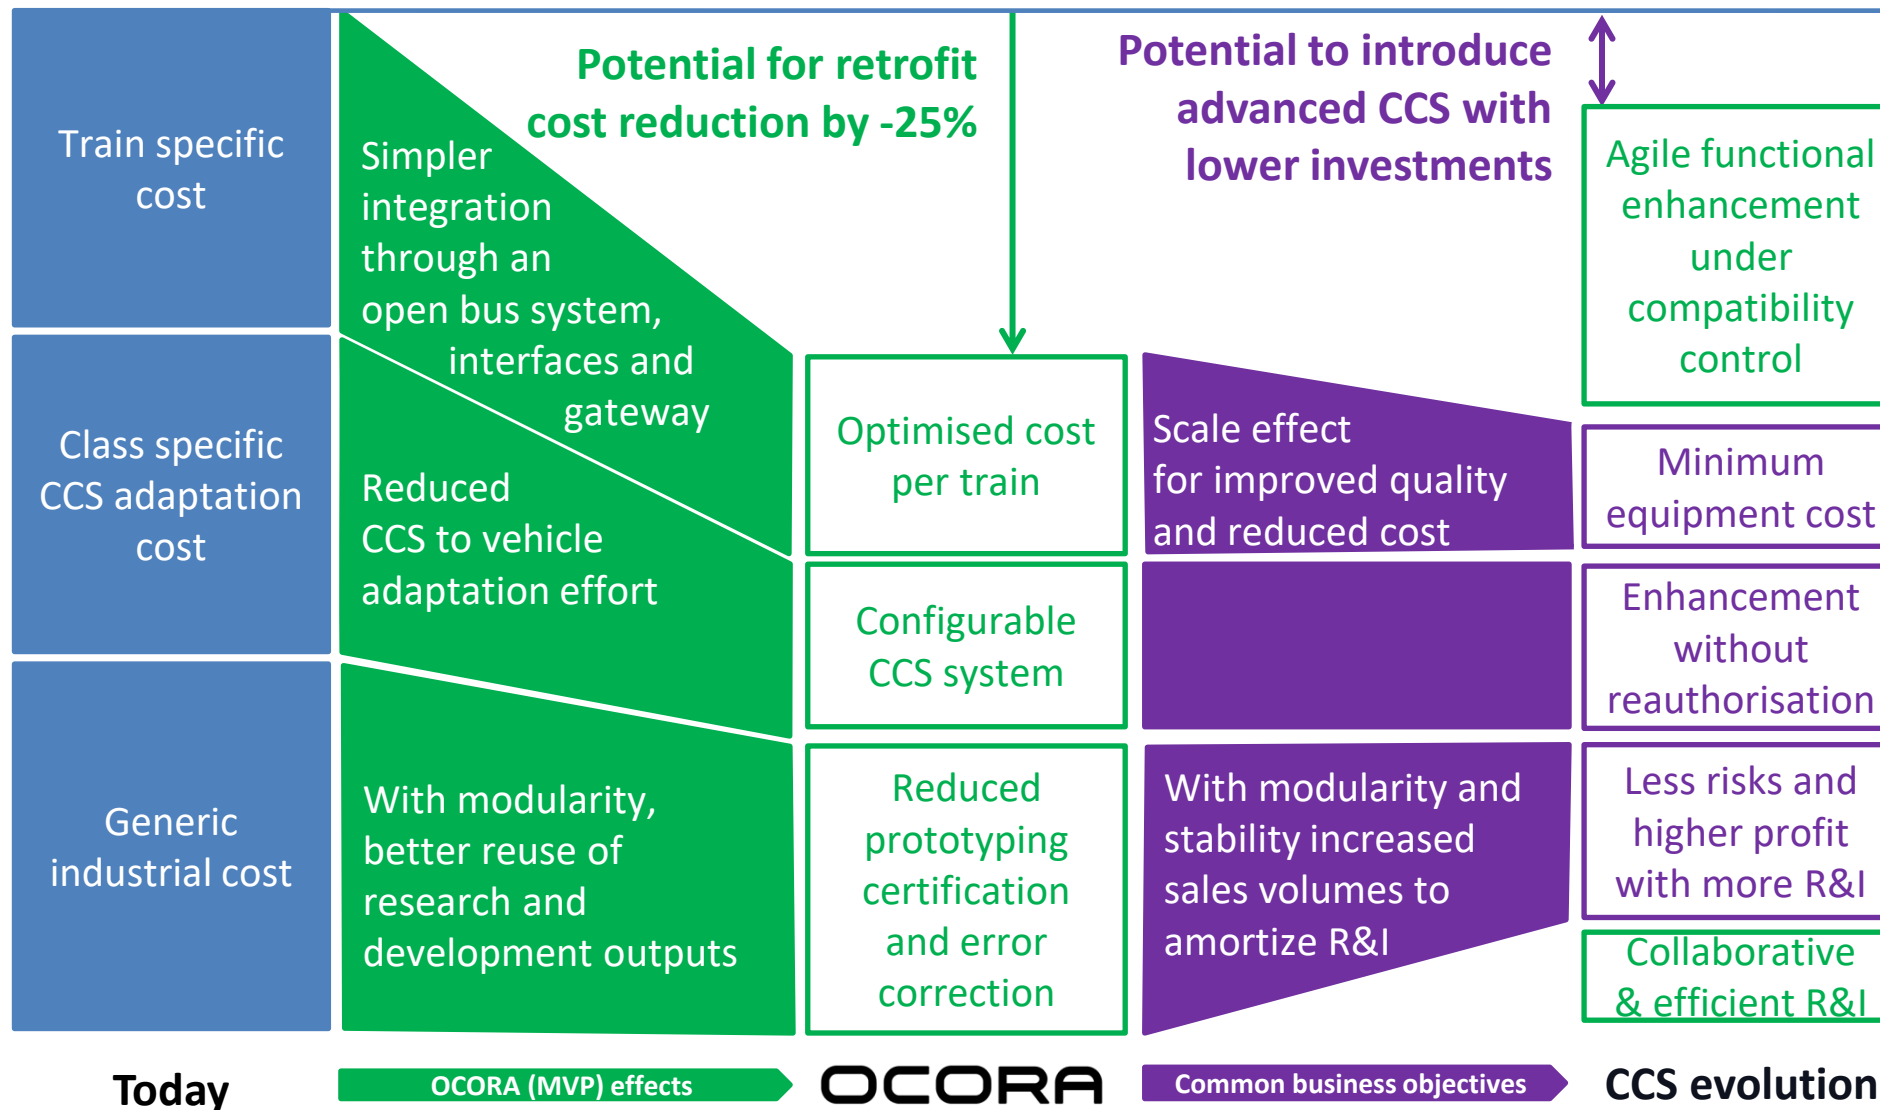 Train specific
cost
Class specific
CCS adaptation
cost
Generic
industrial cost
Today
Simpler
integration
through an
open bus system,
interfaces and
gateway
Reduced
CCS to vehicle
adaptation effort
With modularity,
better reuse of
research and
development outputs
OCORA (MVP) effects
Potential for retrofit
cost reduction by -25%
Optimised cost
per train
Configurable
CCS system
Reduced
prototyping
certification
and error
correction
OCORA
Potential to introduce
advanced CCS with
lower investments
Scale effect
for improved quality
and reduced cost
With modularity and
stability increased
sales volumes to
amortize R&I
Common business objectives
Agile functional
enhancement
under
compatibility
control
Minimum
equipment cost
Enhancement
without
reauthorisation
Less risks and
higher profit
with more R&I
Collaborative
& efficient R&I
CCS evolution